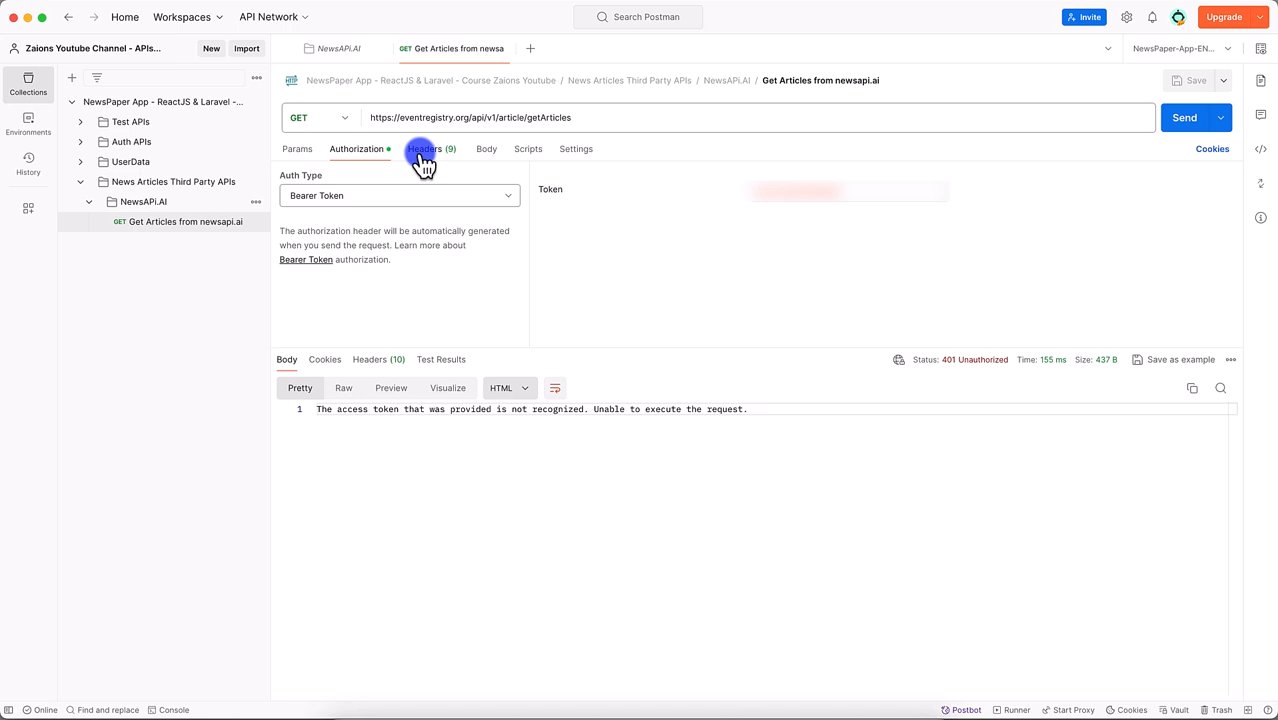 Home Workspaces API Network Search Postman Invite Upgrade
Zaions Youtube Channel - APIs... New Import NewsAPi.AI GET Get Articles from newsa NewsPaper-App-EN...
Collections
Environments
History
NewsPaper App - ReactJS & Laravel -...
Test APIs
Auth APIs
UserData
News Articles Third Party APIs
NewsAPi.AI
GET Get Articles from newsapi.ai
HTTP NewsPaper App - ReactJS & Laravel - Course Zaions Youtube / News Articles Third Party APIs / NewsAPi.AI / Get Articles from newsapi.ai Save
GET https://eventregistry.org/api/v1/article/getArticles Send
Params Authorization Headers (9) Body Scripts Settings Cookies
Auth Type
Bearer Token
Token
The authorization header will be automatically generated
when you send the request. Learn more about
Bearer Token authorization.
Body Cookies Headers (10) Test Results Status: 401 Unauthorized Time: 155 ms Size: 437 B Save as example
Pretty Raw Preview Visualize HTML
1 The access token that was provided is not recognized. Unable to execute the request.
Online Find and replace Console Postbot Runner Start Proxy Cookies Vault Trash